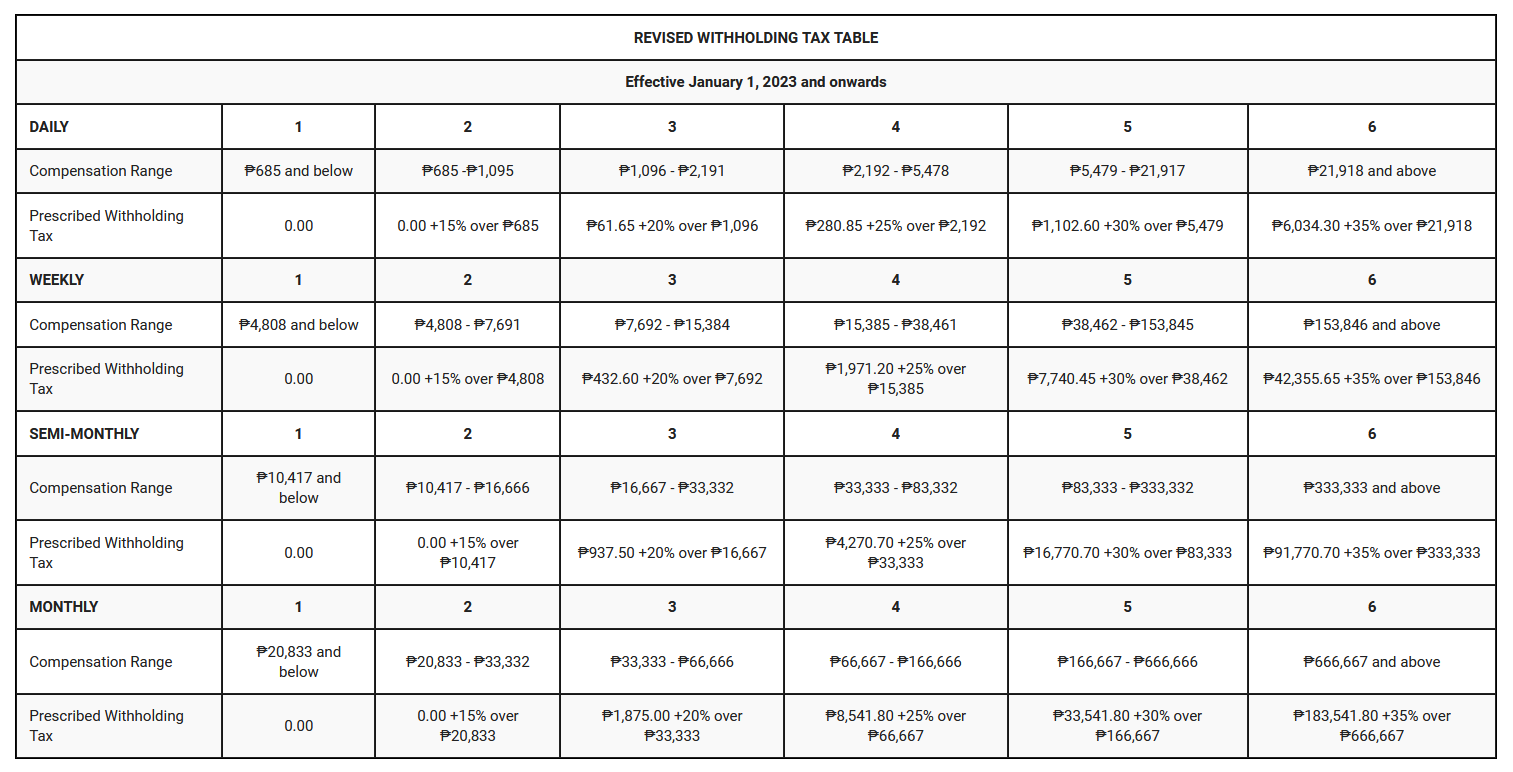 REVISED WITHHOLDING TAX TABLE
Effective January 1, 2023 and onwards
DAILY 1 2 3 4 5 6
Compensation Range ₱685 and below ₱685 -₱1,095 ₱1,096 - ₱2,191 ₱2,192 - ₱5,478 ₱5,479 - ₱21,917 ₱21,918 and above
Prescribed Withholding Tax 0.00 0.00 +15% over ₱685 ₱61.65 +20% over ₱1,096 ₱280.85 +25% over ₱2,192 ₱1,102.60 +30% over ₱5,479 ₱6,034.30 +35% over ₱21,918
WEEKLY 1 2 3 4 5 6
Compensation Range ₱4,808 and below ₱4,808 - ₱7,691 ₱7,692 - ₱15,384 ₱15,385 - ₱38,461 ₱38,462 - ₱153,845 ₱153,846 and above
Prescribed Withholding Tax 0.00 0.00 +15% over ₱4,808 ₱432.60 +20% over ₱7,692 ₱1,971.20 +25% over ₱15,385 ₱7,740.45 +30% over ₱38,462 ₱42,355.65 +35% over ₱153,846
SEMI-MONTHLY 1 2 3 4 5 6
Compensation Range ₱10,417 and below ₱10,417 - ₱16,666 ₱16,667 - ₱33,332 ₱33,333 - ₱83,332 ₱83,333 - ₱333,332 ₱333,333 and above
Prescribed Withholding Tax 0.00 0.00 +15% over ₱10,417 ₱937.50 +20% over ₱16,667 ₱4,270.70 +25% over ₱33,333 ₱16,770.70 +30% over ₱83,333 ₱91,770.70 +35% over ₱333,333
MONTHLY 1 2 3 4 5 6
Compensation Range ₱20,833 and below ₱20,833 - ₱33,332 ₱33,333 - ₱66,666 ₱66,667 - ₱166,666 ₱166,667 - ₱666,666 ₱666,667 and above
Prescribed Withholding Tax 0.00 0.00 +15% over ₱20,833 ₱1,875.00 +20% over ₱33,333 ₱8,541.80 +25% over ₱66,667 ₱33,541.80 +30% over ₱166,667 ₱183,541.80 +35% over ₱666,667